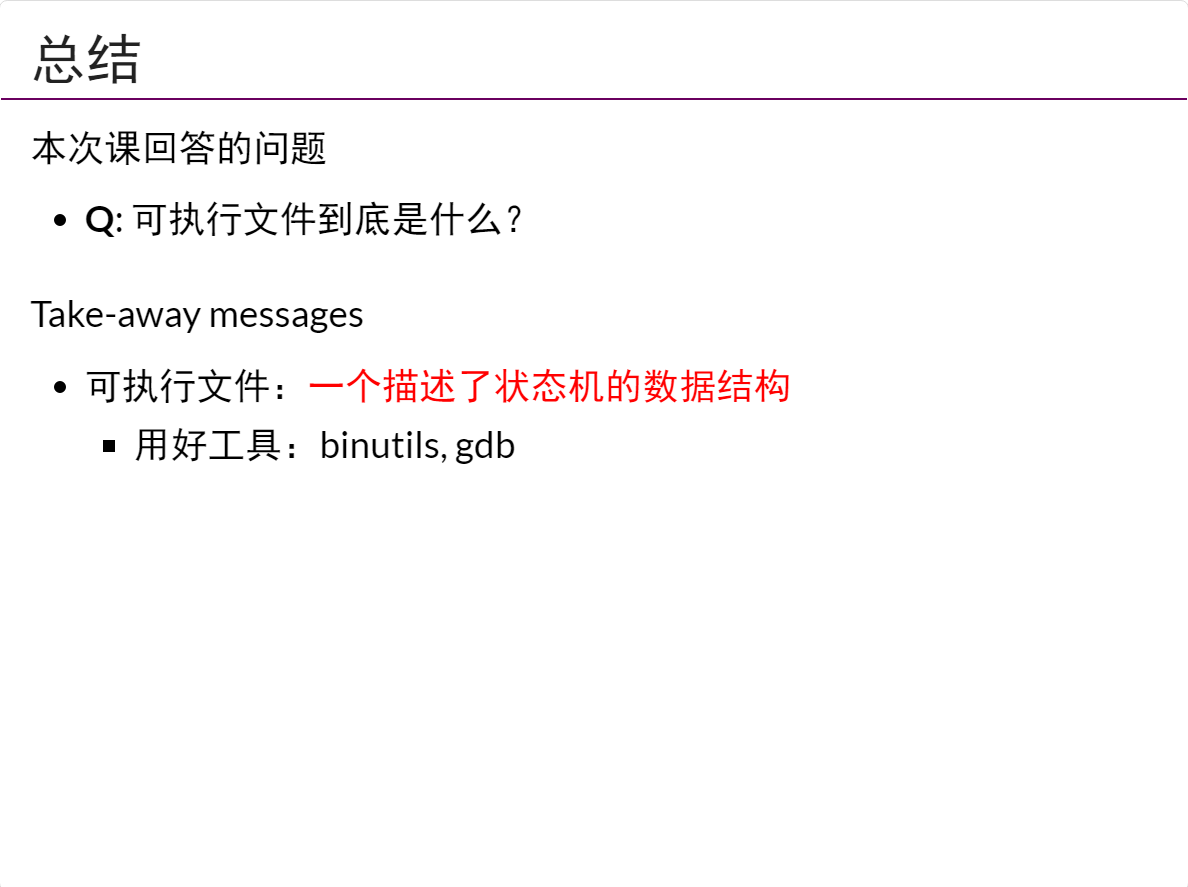 总结
本次课回答的问题
Q: 可执行文件到底是什么？
Take-away messages
可执行文件：一个描述了状态机的数据结构
用好工具：binutils, gdb